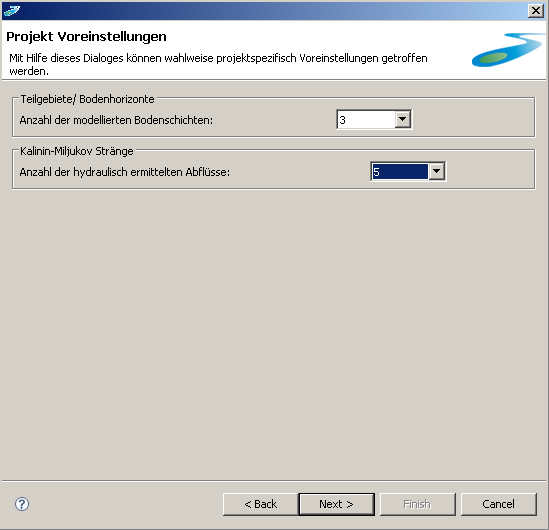 Projekt Voreinstellungen
Mit Hilfe dieses Dialoges können wahlweise projektspezifisch Voreinstellungen getroffen
werden.
Teilgebiete/ Bodenhorizonte
Anzahl der modellierten Bodenschichten: 3
Kalinin-Miljukov Stränge
Anzahl der hydraulisch ermittelten Abflüsse: 5
? < Back Next > Finish Cancel